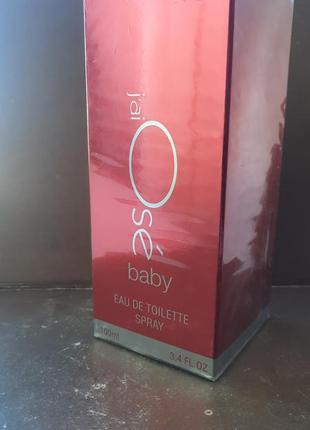 j'ai
Osé
baby
EAU DE TOILETTE
SPRAY
100ml
3.4 FL.OZ